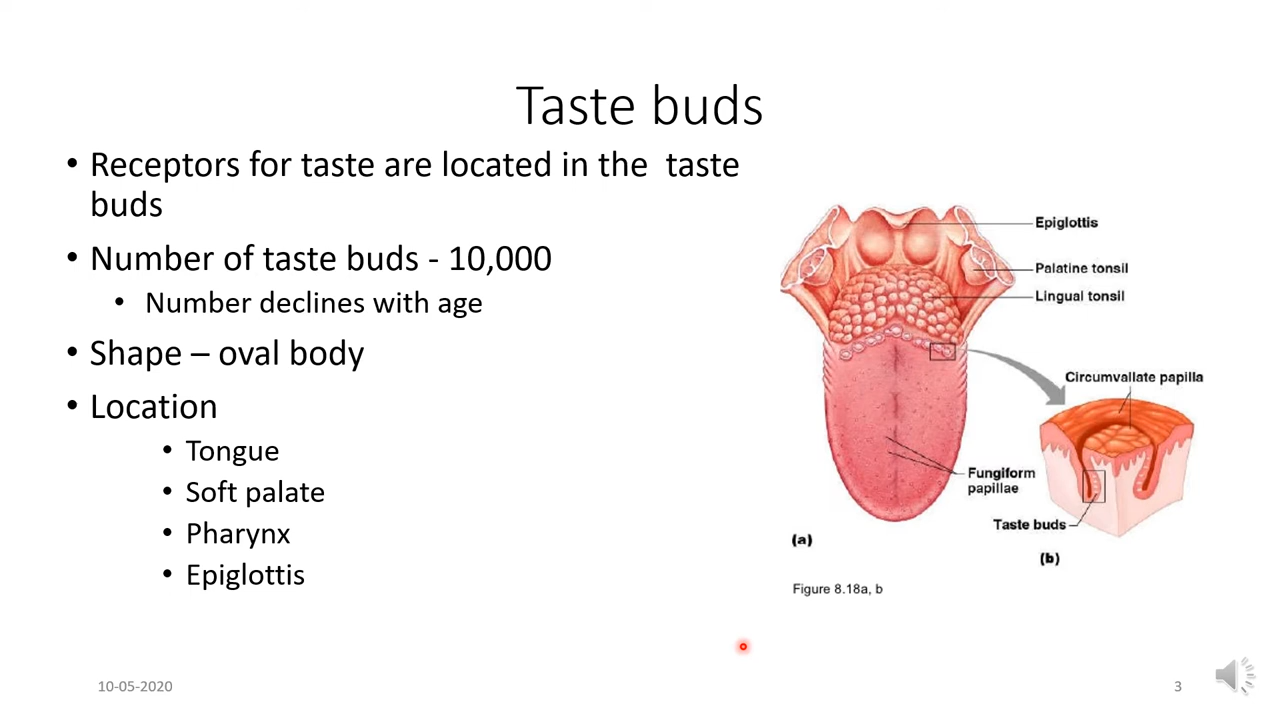 Taste buds
• Receptors for taste are located in the  taste
buds
• Number of taste buds - 10,000
• Number declines with age
• Shape – oval body
• Location
• Tongue
• Soft palate
• Pharynx
• Epiglottis
Epiglottis
Palatine tonsil
Lingual tonsil
Circumvallate papilla
Fungiform
papillae
Taste buds
(a)
(b)
Figure 8.18a, b
10-05-2020
3